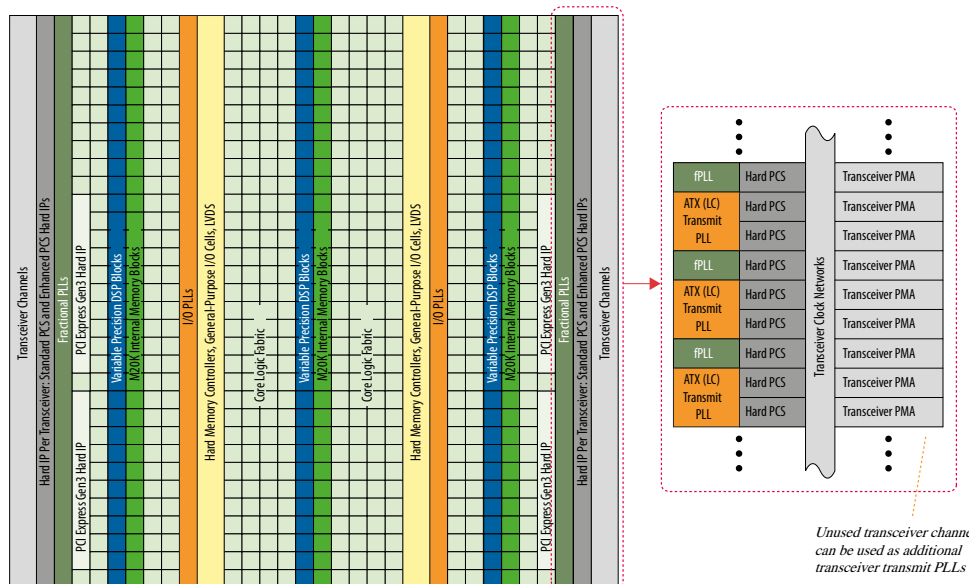 Transceiver Channels
Hard IP Per Transceiver: Standard PCS and Enhanced PCS Hard IPs
Fractional PLLs
PCI Express Gen3 Hard IP
PCI Express Gen3 Hard IP
Variable Precision DSP Blocks
M20K Internal Memory Blocks
I/O PLLs
Hard Memory Controllers, General-Purpose I/O Cells, LVDS
Core Logic Fabric
Variable Precision DSP Blocks
M20K Internal Memory Blocks
Core Logic Fabric
Hard Memory Controllers, General-Purpose I/O Cells, LVDS
I/O PLLs
Variable Precision DSP Blocks
M20K Internal Memory Blocks
PCI Express Gen3 Hard IP
PCI Express Gen3 Hard IP
Fractional PLLs
Hard IP Per Transceiver: Standard PCS and Enhanced PCS Hard IPs
Transceiver Channels
fPLL
Hard PCS
Transceiver PMA
ATX (LC)
Transmit
PLL
Hard PCS
Transceiver PMA
Hard PCS
Transceiver PMA
fPLL
Hard PCS
Transceiver PMA
ATX (LC)
Transmit
PLL
Hard PCS
Transceiver PMA
Hard PCS
Transceiver PMA
fPLL
Hard PCS
Transceiver PMA
ATX (LC)
Transmit
PLL
Hard PCS
Transceiver PMA
Hard PCS
Transceiver PMA
Transceiver Clock Networks
Unused transceiver channe
can be used as additional
transceiver transmit PLLs